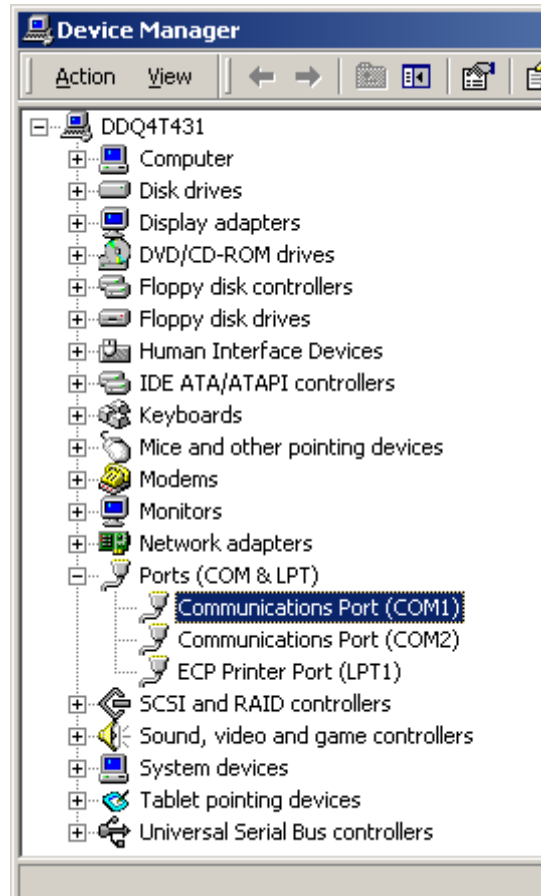 Device Manager
Action View
DDQ4T431
Computer
Disk drives
Display adapters
DVD/CD-ROM drives
Floppy disk controllers
Floppy disk drives
Human Interface Devices
IDE ATA/ATAPI controllers
Keyboards
Mice and other pointing devices
Modems
Monitors
Network adapters
Ports (COM & LPT)
Communications Port (COM1)
Communications Port (COM2)
ECP Printer Port (LPT1)
SCSI and RAID controllers
Sound, video and game controllers
System devices
Tablet pointing devices
Universal Serial Bus controllers